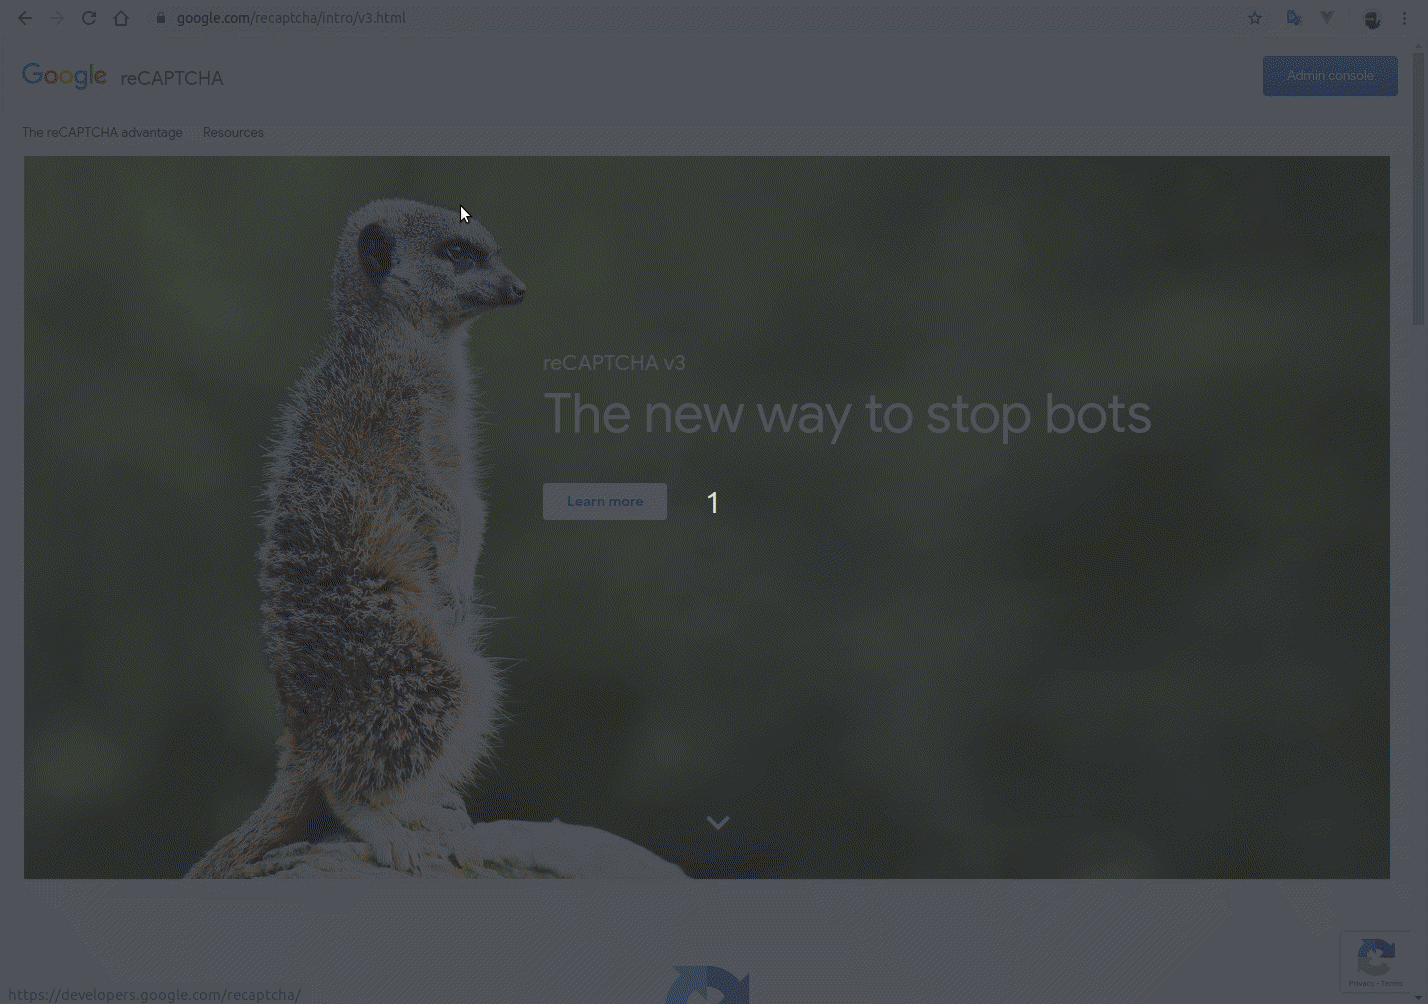 google.com/recaptcha/intro/v3.html
Google reCAPTCHA
Admin console
The reCAPTCHA advantage Resources
reCAPTCHA v3
The new way to stop bots
Learn more
1
Privacy - Terms
https://developers.google.com/recaptcha/